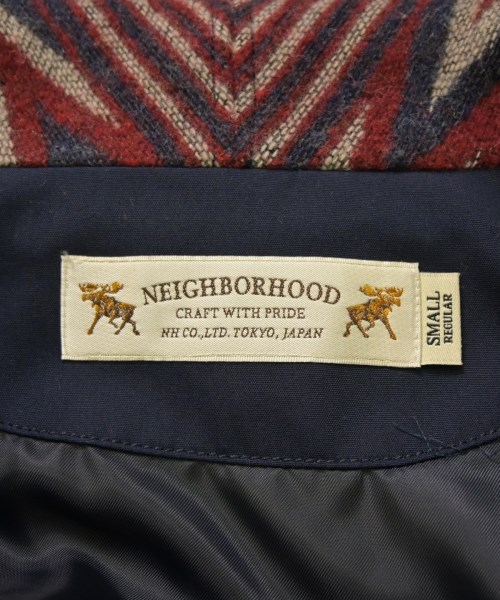 NEIGHBORHOOD
CRAFT WITH PRIDE
NH CO.,LTD. TOKYO, JAPAN
SMALL
REGULAR